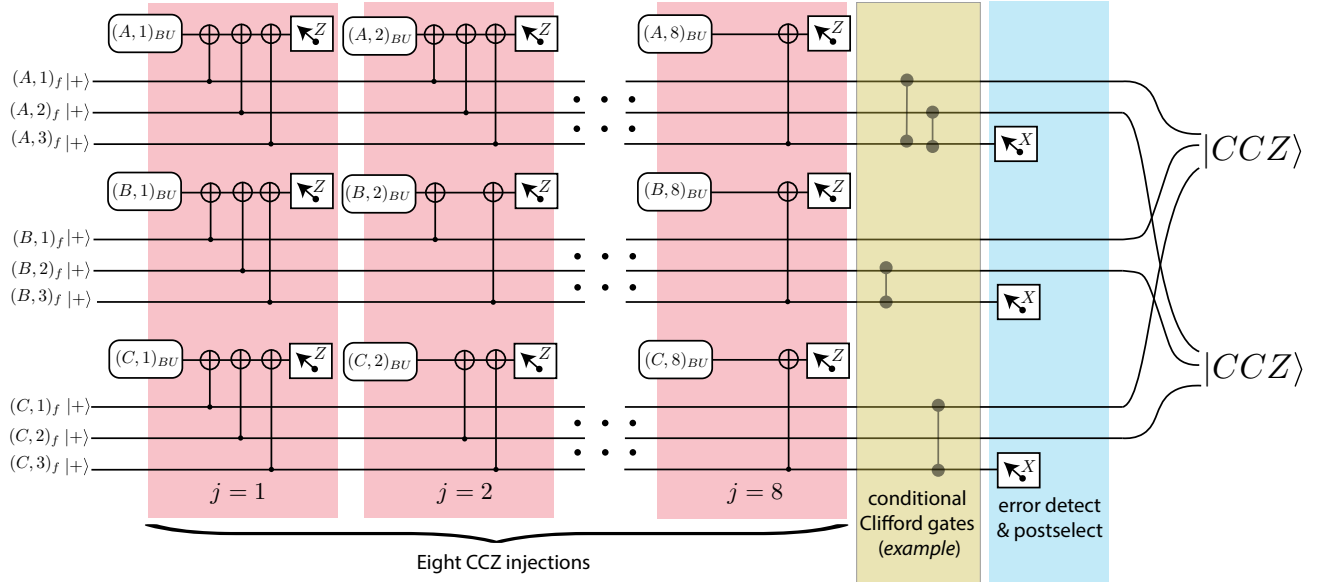 (A, 1)_{BU} Z (A, 2)_{BU} Z (A, 8)_{BU} Z
(A, 1)_f |+⟩
(A, 2)_f |+⟩
(A, 3)_f |+⟩ X
|CCZ⟩
(B, 1)_{BU} Z (B, 2)_{BU} Z (B, 8)_{BU} Z
(B, 1)_f |+⟩
(B, 2)_f |+⟩
(B, 3)_f |+⟩ X
(C, 1)_{BU} Z (C, 2)_{BU} Z (C, 8)_{BU} Z
|CCZ⟩
(C, 1)_f |+⟩
(C, 2)_f |+⟩
(C, 3)_f |+⟩ X
j = 1 j = 2 j = 8
conditional
Clifford gates
(example)
error detect
& postselect
Eight CCZ injections